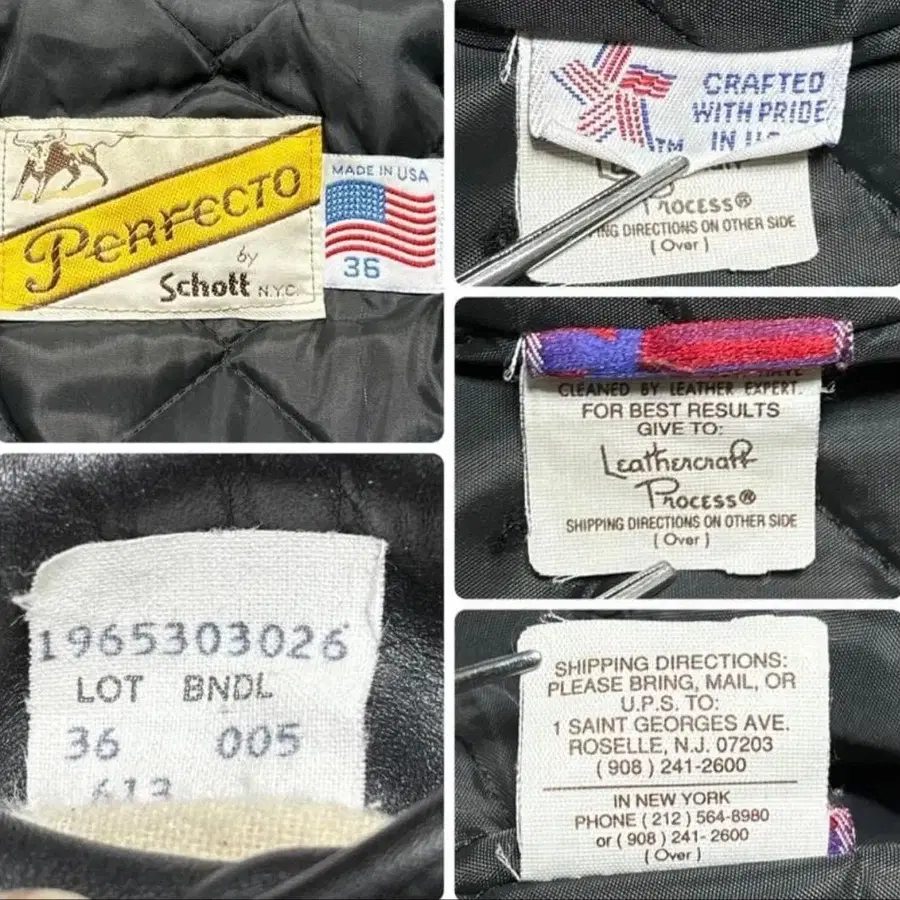 PERFECTO
by
Schott N.Y.C.
MADE IN USA
36
CRAFTED
WITH PRIDE
IN
TM
PROCESS®
DIRECTIONS ON OTHER SIDE
( Over )
CLEANED BY LEATHER EXPERT.
FOR BEST RESULTS
GIVE TO:
Leathercraft
Process®
SHIPPING DIRECTIONS ON OTHER SIDE
( Over )
1965303026
LOT BNDL
36 005
613
SHIPPING DIRECTIONS:
PLEASE BRING, MAIL, OR
U.P.S. TO:
1 SAINT GEORGES AVE.
ROSELLE, N.J. 07203
( 908 ) 241-2600
IN NEW YORK
PHONE ( 212 ) 564-8980
or ( 908 ) 241- 2600
( Over )